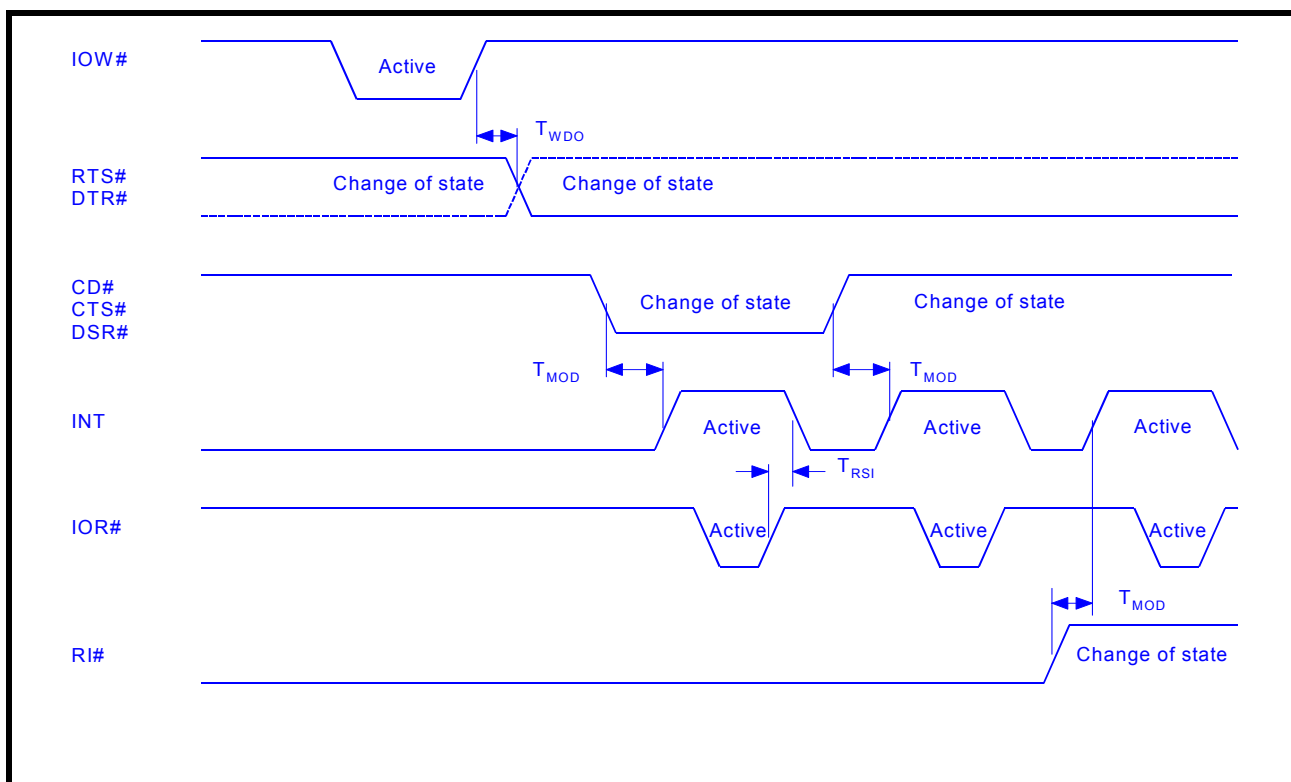 IOW#
Active
TWDO
RTS#
DTR#
Change of state
Change of state
CD#
CTS#
DSR#
Change of state
Change of state
TMOD
TMOD
INT
Active
Active
Active
TRSI
IOR#
Active
Active
Active
TMOD
RI#
Change of state